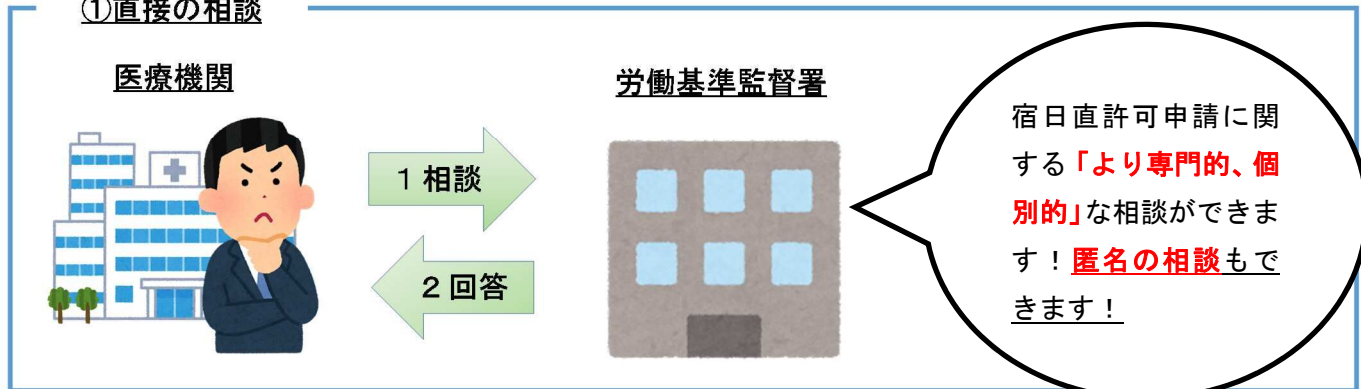 ①直接の相談
医療機関
労働基準監督署
1 相談
2 回答
宿日直許可申請に関
する「より専門的、個
別的」な相談ができま
す！匿名の相談もで
きます！